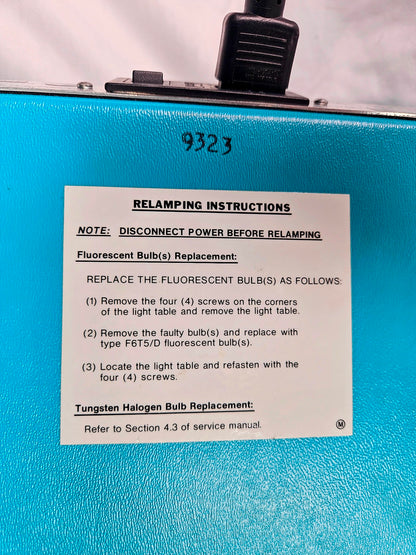 9323
RELAMPING INSTRUCTIONS
NOTE: DISCONNECT POWER BEFORE RELAMPING
Fluorescent Bulb(s) Replacement:
REPLACE THE FLUORESCENT BULB(S) AS FOLLOWS:
(1) Remove the four (4) screws on the corners
of the light table and remove the light table.
(2) Remove the faulty bulb(s) and replace with
type F6T5/D fluorescent bulb(s).
(3) Locate the light table and refasten with the
four (4) screws.
Tungsten Halogen Bulb Replacement:
Refer to Section 4.3 of service manual.
M